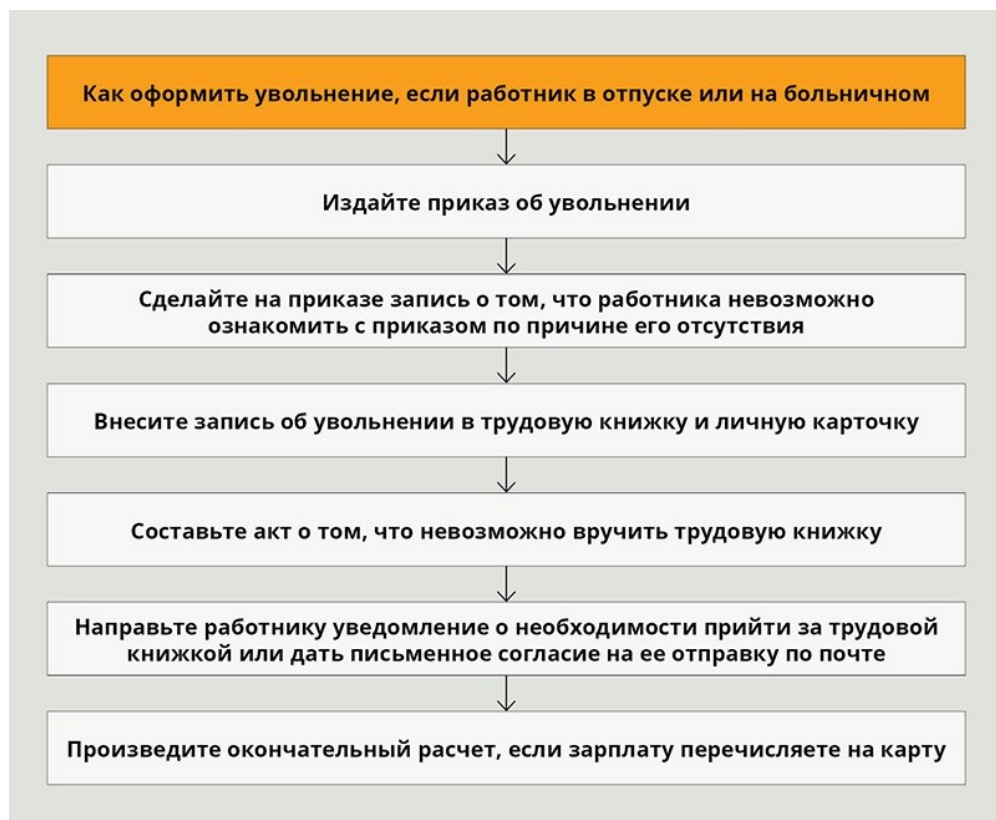 Как оформить увольнение, если работник в отпуске или на больничном
Издайте приказ об увольнении
Сделайте на приказе запись о том, что работника невозможно
ознакомить с приказом по причине его отсутствия
Внесите запись об увольнении в трудовую книжку и личную карточку
Составьте акт о том, что невозможно вручить трудовую книжку
Направьте работнику уведомление о необходимости прийти за трудовой
книжкой или дать письменное согласие на ее отправку по почте
Произведите окончательный расчет, если зарплату перечисляете на карту